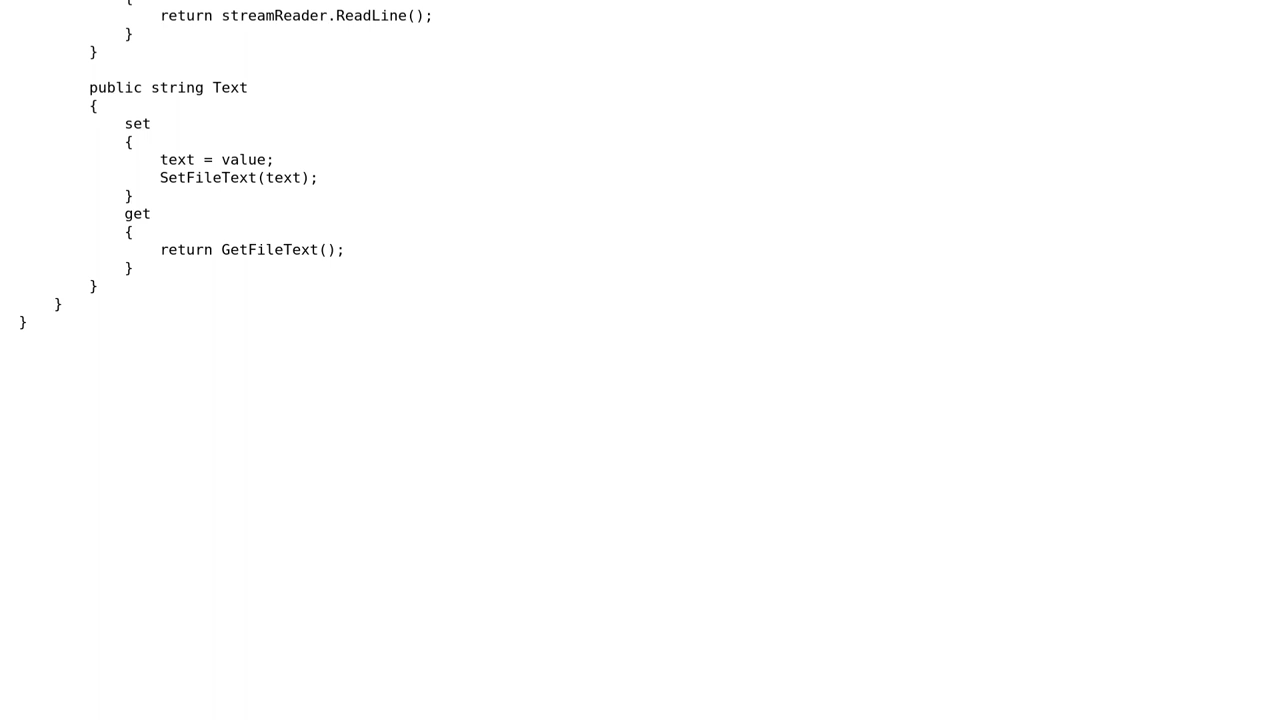 {
                return streamReader.ReadLine();
            }
        }

        public string Text
        {
            set
            {
                text = value;
                SetFileText(text);
            }
            get
            {
                return GetFileText();
            }
        }
    }
}